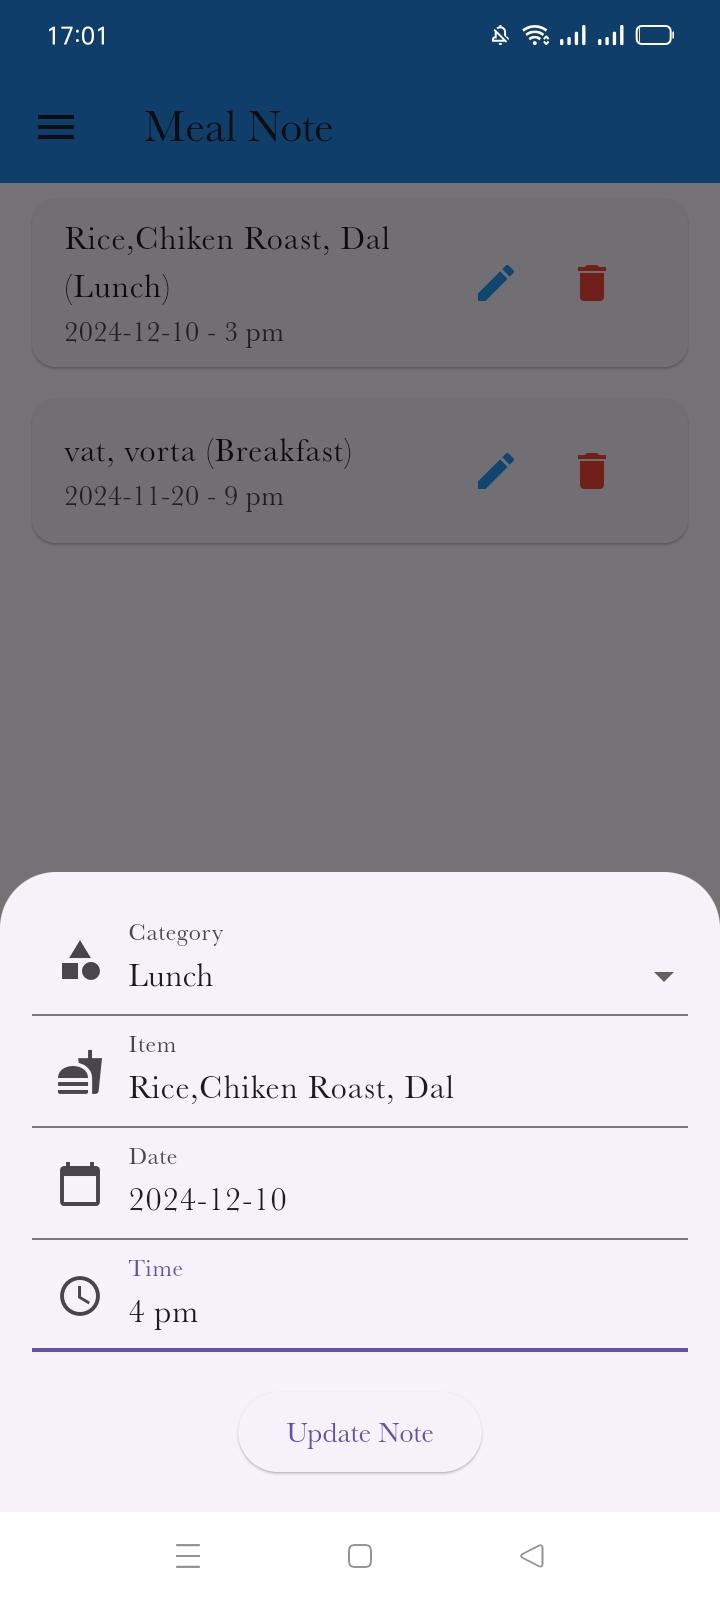 17:01
Meal Note
Rice,Chiken Roast, Dal
(Lunch)
2024-12-10 - 3 pm
vat, vorta (Breakfast)
2024-11-20 - 9 pm
Category
Lunch
Item
Rice,Chiken Roast, Dal
Date
2024-12-10
Time
4 pm
Update Note